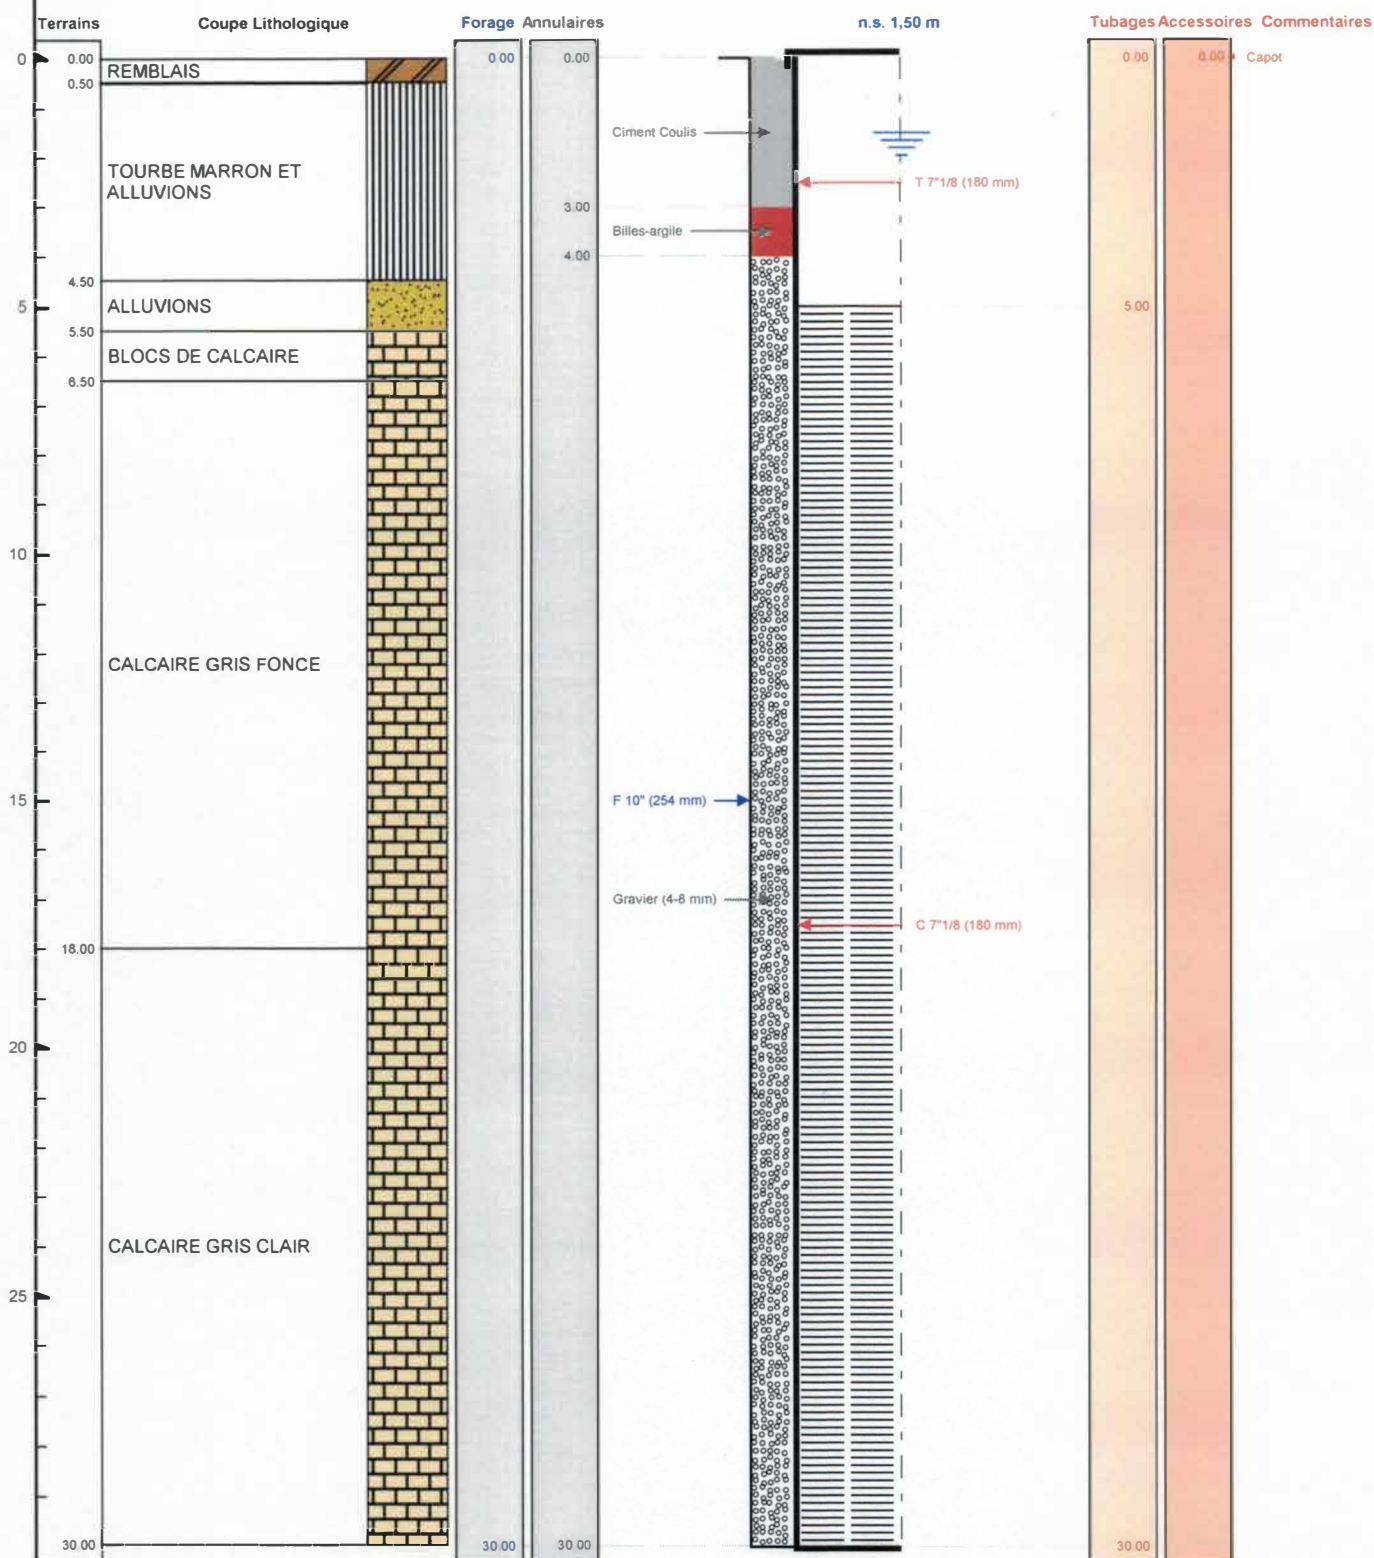 Terrains Coupe Lithologique Forage Annulaires n.s. 1,50 m Tubages Accessoires Commentaires
0 0.00 REMBLAIS 0.00 0.00 0.00 0.00 Capot
0.50
Ciment Coulis
TOURBE MARRON ET
ALLUVIONS
T 7"1/8 (180 mm)
3.00
Billes-argile
4.00
4.50
5 ALLUVIONS 5.00
5.50
BLOCS DE CALCAIRE
6.50
10
CALCAIRE GRIS FONCE
15 F 10" (254 mm)
Gravier (4-8 mm)
C 7"1/8 (180 mm)
18.00
20
CALCAIRE GRIS CLAIR
25
30.00 30.00 30.00 30.00